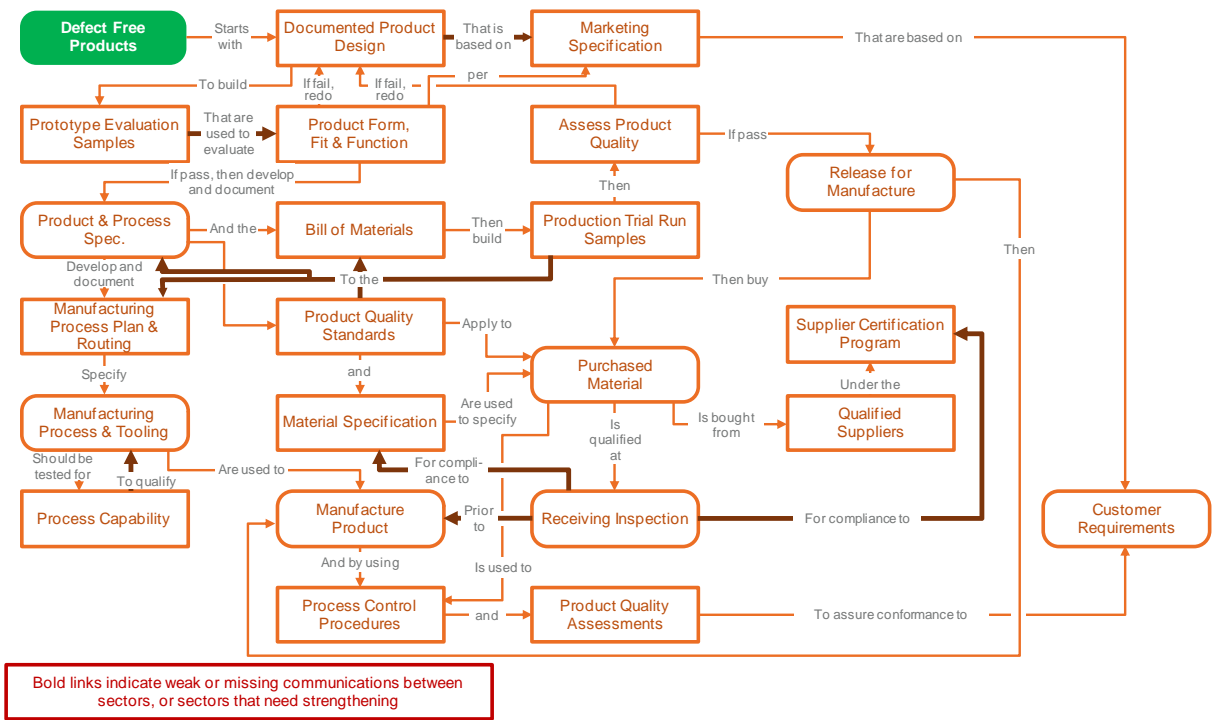 Defect Free
Products
Starts
with
Documented Product
Design
That is
based on
Marketing
Specification
That are based on
To build
If fail,
redo
If fail,
redo
per
Prototype Evaluation
Samples
That are
used to
evaluate
Product Form,
Fit & Function
Assess Product
Quality
If pass
Release for
Manufacture
If pass, then develop
and document
Then
Product & Process
Spec.
And the
Bill of Materials
Then
build
Production Trial Run
Samples
Then
Develop and
document
To the
Then buy
Manufacturing
Process Plan &
Routing
Product Quality
Standards
Apply to
Supplier Certification
Program
Specify
and
Purchased
Material
Under the
Manufacturing
Process & Tooling
Material Specification
Are used
to specify
Is
qualified
at
Is bought
from
Qualified
Suppliers
Should be
tested for
To qualify
Are used to
For compli-
ance to
Process Capability
Manufacture
Product
Prior
to
Receiving Inspection
For compliance to
Customer
Requirements
And by using
Is used to
Process Control
Procedures
and
Product Quality
Assessments
To assure conformance to
Bold links indicate weak or missing communications between
sectors, or sectors that need strengthening